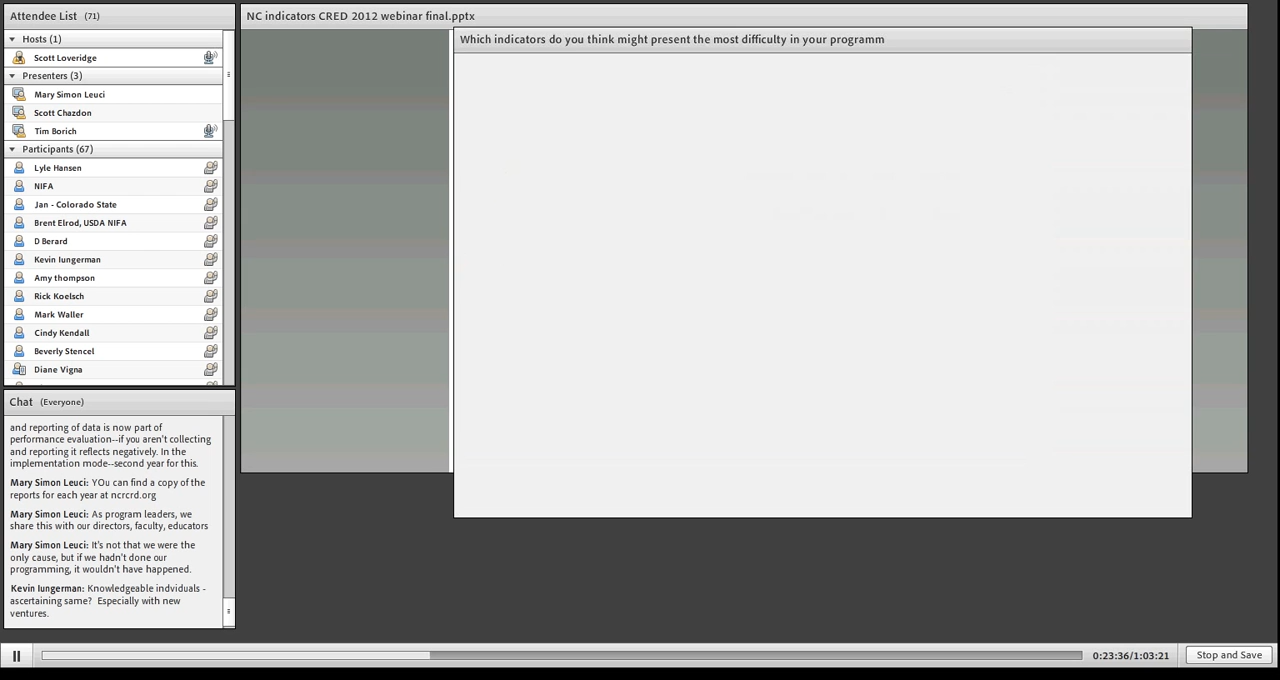 Attendee List (71)
Hosts (1)
Scott Loveridge
Presenters (3)
Mary Simon Leuci
Scott Chazdon
Tim Borich
Participants (67)
Lyle Hansen
NIFA
Jan - Colorado State
Brent Elrod, USDA NIFA
D Berard
Kevin Iungerman
Amy thompson
Rick Koelsch
Mark Waller
Cindy Kendall
Beverly Stencel
Diane Vigna
Chat (Everyone)
and reporting of data is now part of
performance evaluation--if you aren't collecting
and reporting it reflects negatively. In the
implementation mode--second year for this.
Mary Simon Leuci: YOu can find a copy of the
reports for each year at ncrcrd.org
Mary Simon Leuci: As program leaders, we
share this with our directors, faculty, educators
Mary Simon Leuci: It's not that we were the
only cause, but if we hadn't done our
programming, it wouldn't have happened.
Kevin Iungerman: Knowledgeable indviduals -
ascertaining same? Especially with new
ventures.
NC indicators CRED 2012 webinar final.pptx
Which indicators do you think might present the most difficulty in your programm
0:23:36/1:03:21
Stop and Save